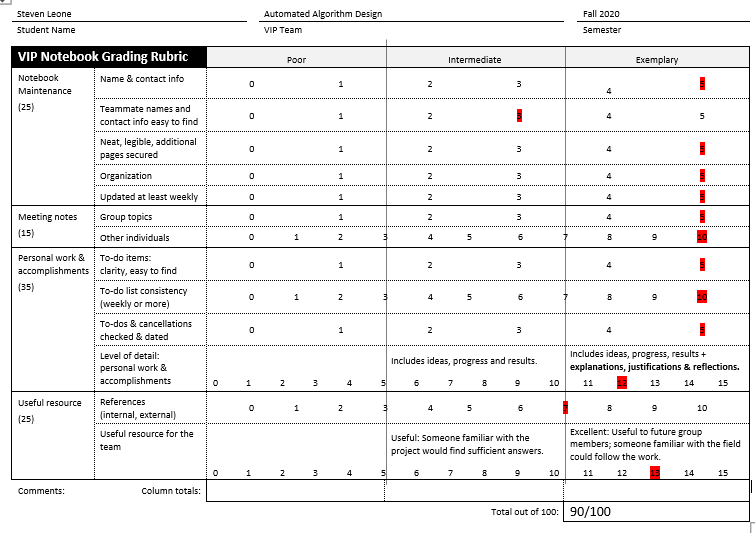 Steven Leone Automated Algorithm Design Fall 2020
Student Name VIP Team Semester
VIP Notebook Grading Rubric Poor Intermediate Exemplary
Notebook Maintenance (25)
Name & contact info 0 1 2 3 4 5
Teammate names and contact info easy to find 0 1 2 3 4 5
Neat, legible, additional pages secured 0 1 2 3 4 5
Organization 0 1 2 3 4 5
Updated at least weekly 0 1 2 3 4 5
Meeting notes (15)
Group topics 0 1 2 3 4 5
Other individuals 0 1 2 3 4 5 6 7 8 9 10
Personal work & accomplishments (35)
To-do items: clarity, easy to find 0 1 2 3 4 5
To-do list consistency (weekly or more) 0 1 2 3 4 5 6 7 8 9 10
To-dos & cancellations checked & dated 0 1 2 3 4 5
Level of detail: personal work & accomplishments
Includes ideas, progress and results.
Includes ideas, progress, results + explanations, justifications & reflections.
0 1 2 3 4 5 6 7 8 9 10 11 12 13 14 15
Useful resource (25)
References (internal, external) 0 1 2 3 4 5 6 7 8 9 10
Useful resource for the team
Useful: Someone familiar with the project would find sufficient answers.
Excellent: Useful to future group members; someone familiar with the field could follow the work.
0 1 2 3 4 5 6 7 8 9 10 11 12 13 14 15
Comments: Column totals:
Total out of 100: 90/100